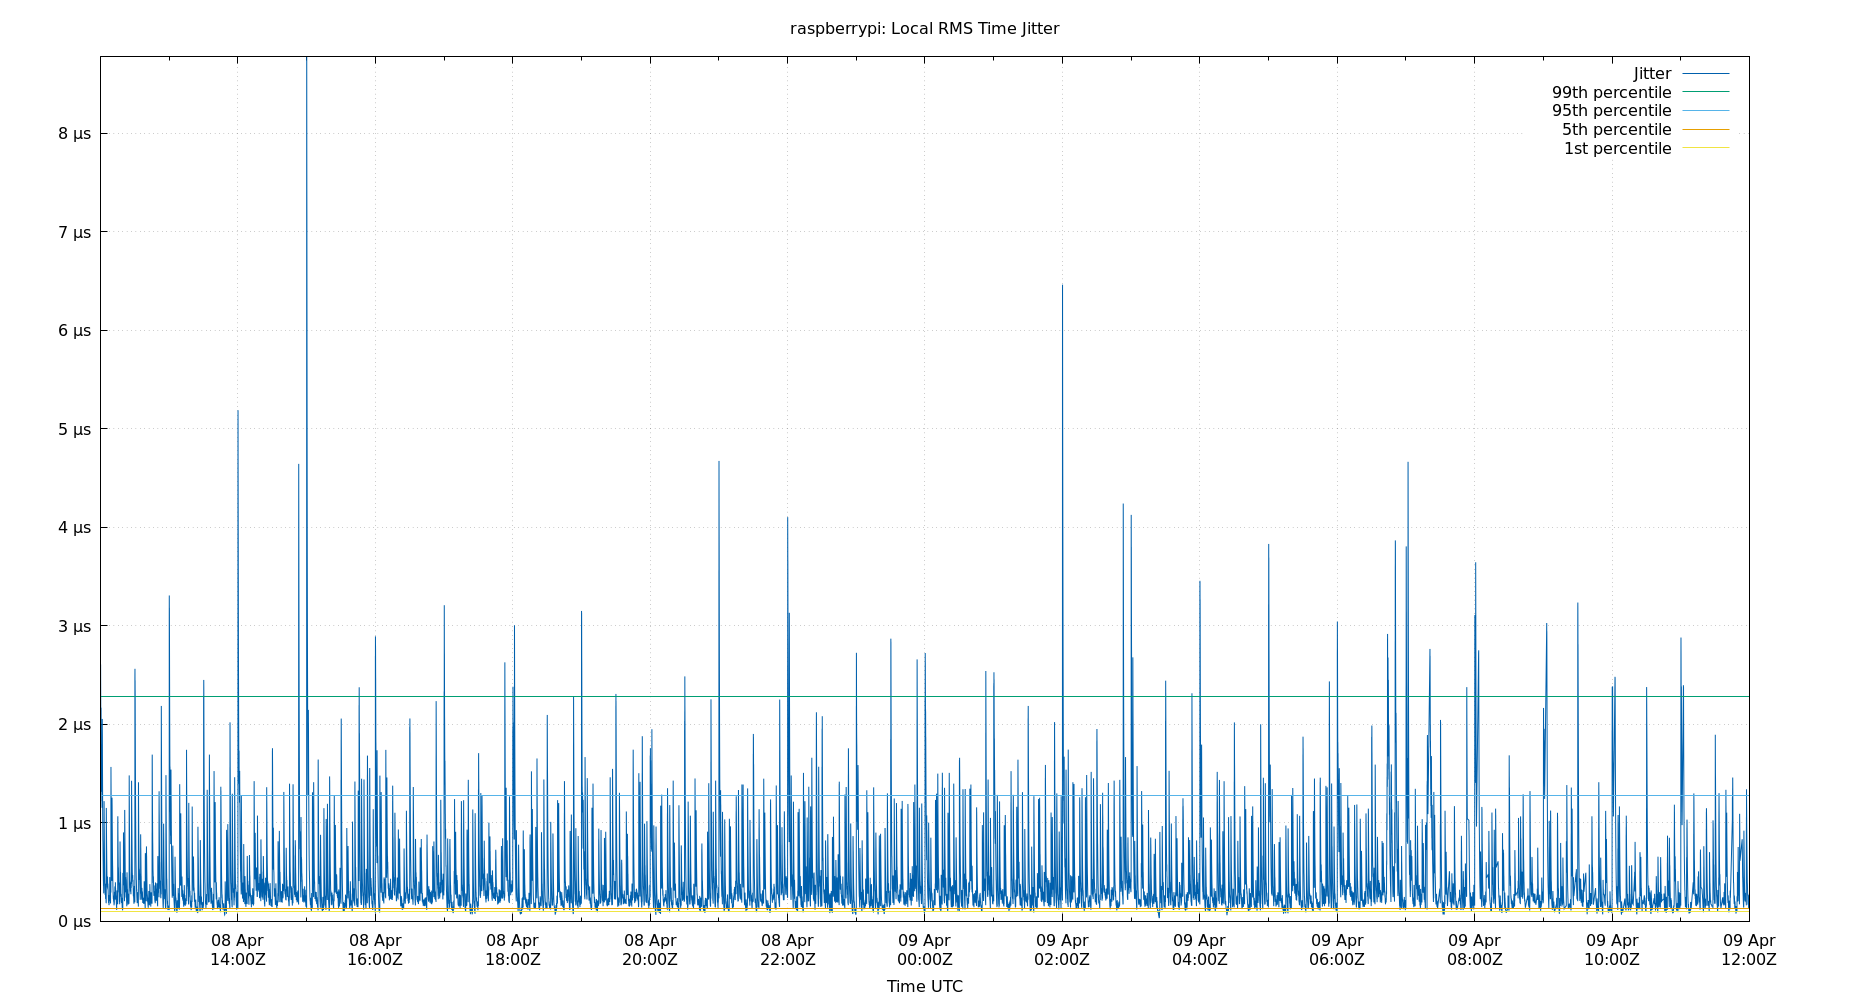 raspberrypi: Local RMS Time Jitter
Jitter
99th percentile
95th percentile
5th percentile
1st percentile
8 µs
7 µs
6 µs
5 µs
4 µs
3 µs
2 µs
1 µs
0 µs
08 Apr 08 Apr 08 Apr 08 Apr 08 Apr 09 Apr 09 Apr 09 Apr 09 Apr 09 Apr 09 Apr 09 Apr
14:00Z 16:00Z 18:00Z 20:00Z 22:00Z 00:00Z 02:00Z 04:00Z 06:00Z 08:00Z 10:00Z 12:00Z
Time UTC